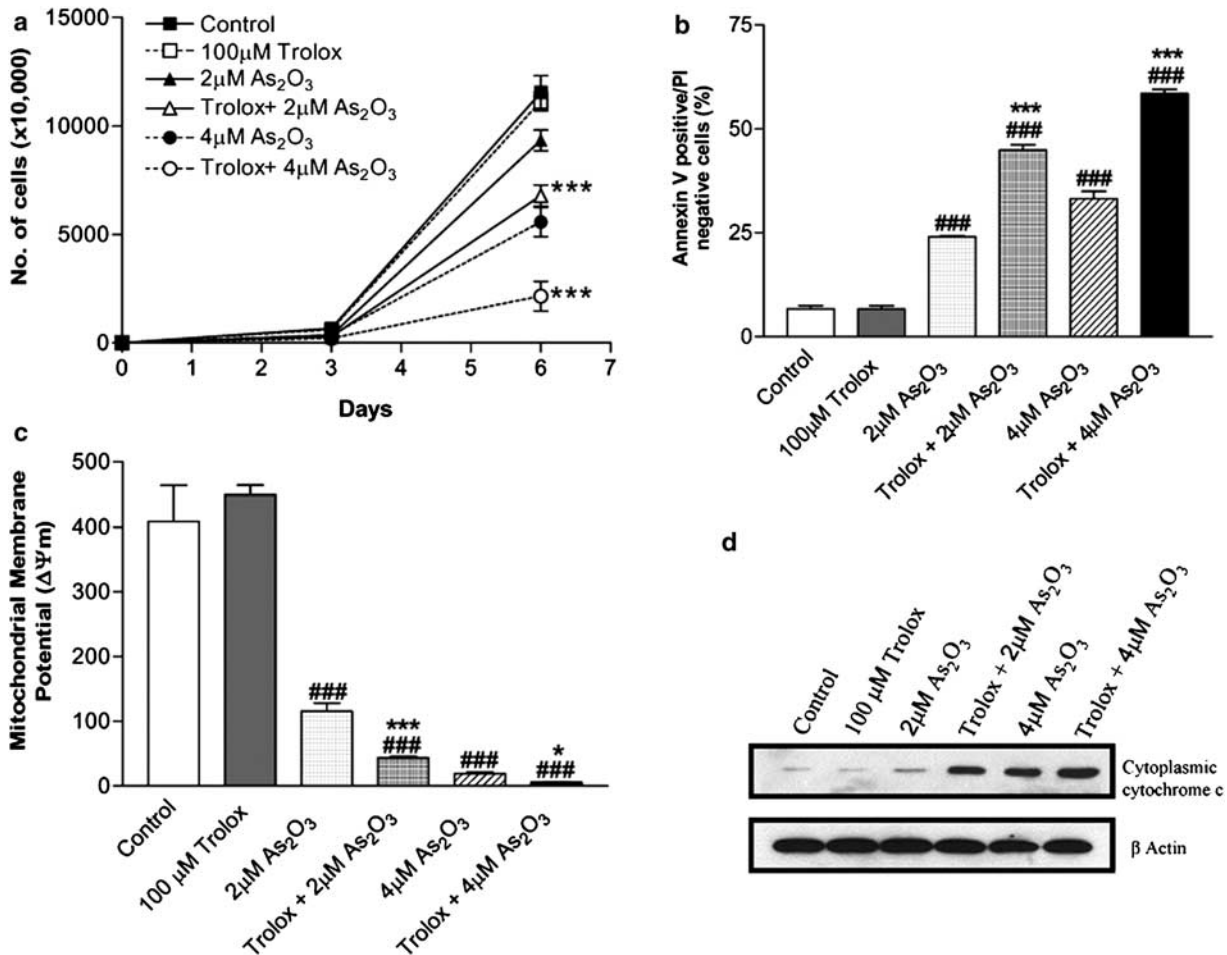 a
No. of cells (x10,000)
15000
10000
5000
0
0 1 2 3 4 5 6 7
Days
Control
100µM Trolox
2µM As₂O₃
Trolox+ 2µM As₂O₃
4µM As₂O₃
Trolox+ 4µM As₂O₃
***
***
b
Annexin V positive/PI
negative cells (%)
75
50
25
0
###
***
###
###
***
###
Control
100µM Trolox
2µM As₂O₃
Trolox + 2µM As₂O₃
4µM As₂O₃
Trolox + 4µM As₂O₃
c
Mitochondrial Membrane
Potential (ΔΨm)
500
400
300
200
100
0
###
***
###
###
*
###
Control
100 µM Trolox
2µM As₂O₃
Trolox + 2µM As₂O₃
4µM As₂O₃
Trolox + 4µM As₂O₃
d
Control
100 µM Trolox
2µM As₂O₃
Trolox + 2µM As₂O₃
4µM As₂O₃
Trolox + 4µM As₂O₃
Cytoplasmic
cytochrome c
β Actin